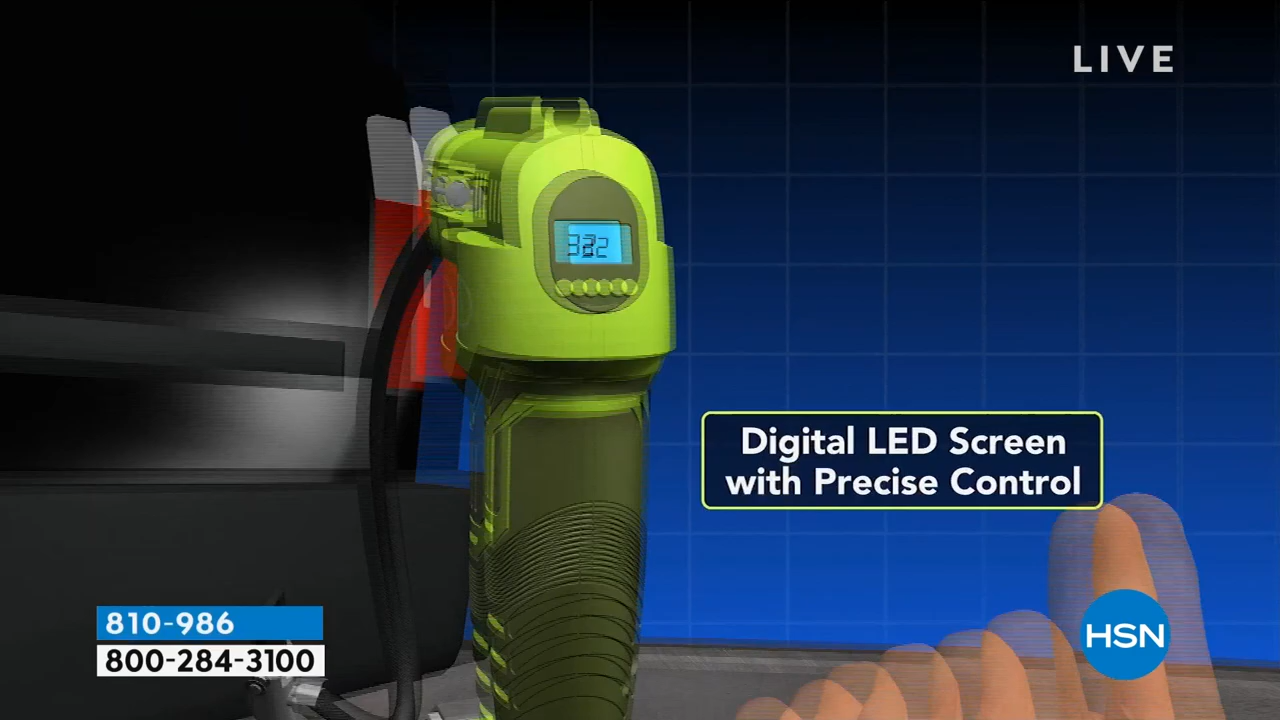 LIVE
Digital LED Screen
with Precise Control
810-986
800-284-3100
HSN